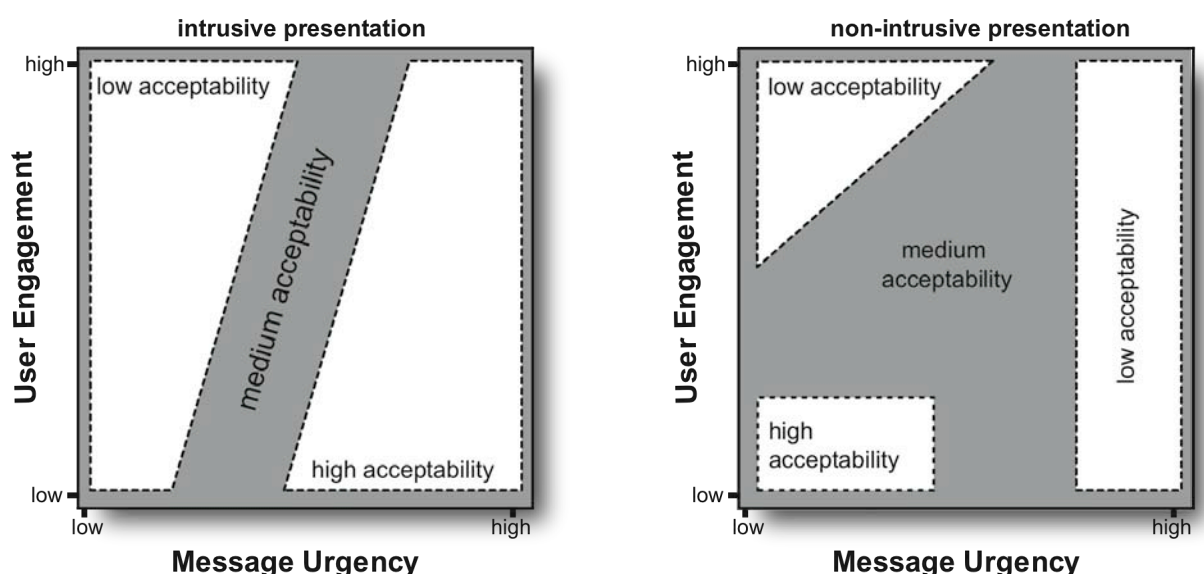 intrusive presentation
high
low acceptability
medium acceptability
high acceptability
low
low
high
User Engagement
Message Urgency
non-intrusive presentation
high
low acceptability
medium
acceptability
low acceptability
high
acceptability
low
low
high
User Engagement
Message Urgency